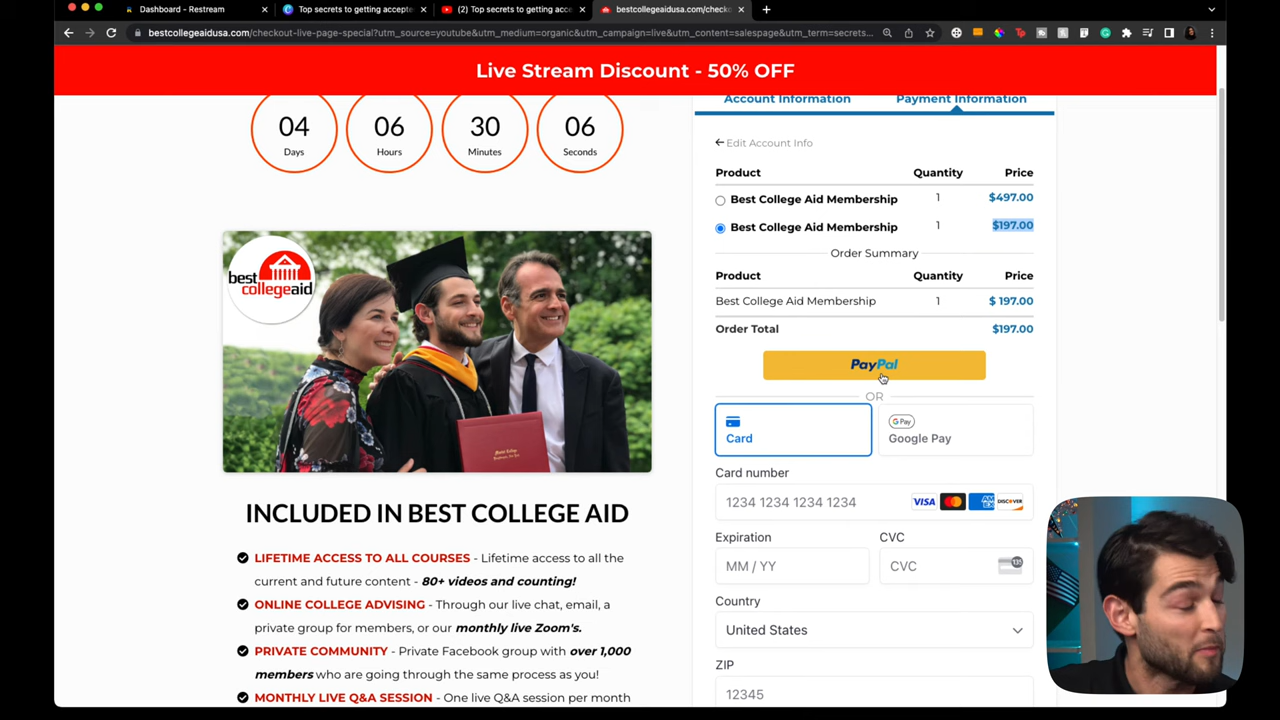 Dashboard - Restream
Top secrets to getting accepte
(2) Top secrets to getting acce
bestcollegeaidusa.com/checko
bestcollegeaidusa.com/checkout-live-page-special?utm_source=youtube&utm_medium=organic&utm_campaign=live&utm_content=salespage&utm_term=secrets...
Live Stream Discount - 50% OFF
04
Days
06
Hours
30
Minutes
06
Seconds
best
collegeaid
INCLUDED IN BEST COLLEGE AID
LIFETIME ACCESS TO ALL COURSES - Lifetime access to all the
current and future content - 80+ videos and counting!
ONLINE COLLEGE ADVISING - Through our live chat, email, a
private group for members, or our monthly live Zoom's.
PRIVATE COMMUNITY - Private Facebook group with over 1,000
members who are going through the same process as you!
MONTHLY LIVE Q&A SESSION - One live Q&A session per month
Account Information
Payment Information
Edit Account Info
Product Quantity Price
Best College Aid Membership 1 $497.00
Best College Aid Membership 1 $197.00
Order Summary
Product Quantity Price
Best College Aid Membership 1 $ 197.00
Order Total $197.00
PayPal
OR
Card
G Pay
Google Pay
Card number
1234 1234 1234 1234
VISA
DISCOVER
Expiration
MM / YY
CVC
CVC
135
Country
United States
ZIP
12345